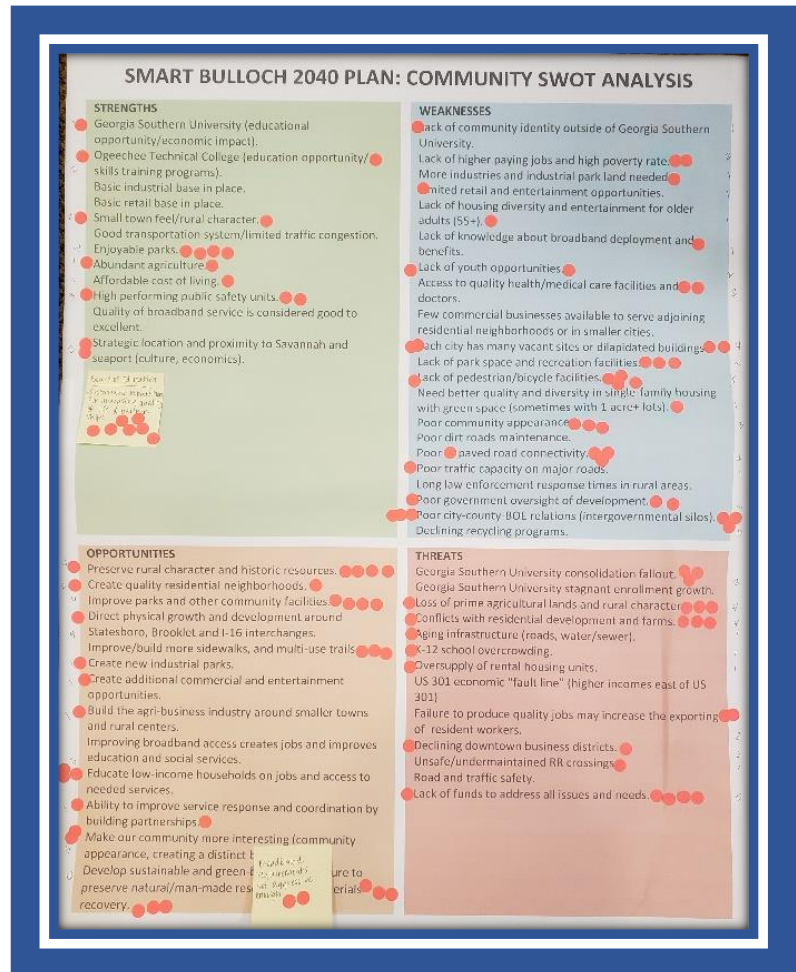 SMART BULLOCH 2040 PLAN: COMMUNITY SWOT ANALYSIS
STRENGTHS
Georgia Southern University (educational
opportunity/economic impact).
Ogeechee Technical College (education opportunity/
skills training programs).
Basic industrial base in place.
Basic retail base in place.
Small town feel/rural character.
Good transportation system/limited traffic congestion.
Enjoyable parks.
Abundant agriculture.
Affordable cost of living.
High performing public safety units.
Quality of broadband service is considered good to
excellent.
Strategic location and proximity to Savannah and
seaport (culture, economics).
Board of Education
WEAKNESSES
Lack of community identity outside of Georgia Southern
University.
Lack of higher paying jobs and high poverty rate.
More industries and industrial park land needed
Limited retail and entertainment opportunities.
Lack of housing diversity and entertainment for older
adults (55+).
Lack of knowledge about broadband deployment and
benefits.
Lack of youth opportunities.
Access to quality health/medical care facilities and
doctors.
Few commercial businesses available to serve adjoining
residential neighborhoods or in smaller cities.
Each city has many vacant sites or dilapidated buildings
Lack of park space and recreation facilities.
Lack of pedestrian/bicycle facilities.
Need better quality and diversity in single-family housing
with green space (sometimes with 1 acre+ lots).
Poor community appearance
Poor dirt roads maintenance.
Poor paved road connectivity.
Poor traffic capacity on major roads.
Long law enforcement response times in rural areas.
Poor government oversight of development.
Poor city-county-BOE relations (intergovernmental silos).
Declining recycling programs.
OPPORTUNITIES
Preserve rural character and historic resources.
Create quality residential neighborhoods.
Improve parks and other community facilities.
Direct physical growth and development around
Statesboro, Brooklet and I-16 interchanges.
Improve/build more sidewalks, and multi-use trails
Create new industrial parks.
Create additional commercial and entertainment
opportunities.
Build the agri-business industry around smaller towns
and rural centers.
Improving broadband access creates jobs and improves
education and social services.
Educate low-income households on jobs and access to
needed services.
Ability to improve service response and coordination by
building partnerships.
Make our community more interesting (community
appearance, creating a distinct
Develop sustainable and green- ure to
preserve natural/man-made res erials
recovery.
THREATS
Georgia Southern University consolidation fallout.
Georgia Southern University stagnant enrollment growth.
Loss of prime agricultural lands and rural character
Conflicts with residential development and farms.
Aging infrastructure (roads, water/sewer).
K-12 school overcrowding.
Oversupply of rental housing units.
US 301 economic "fault line" (higher incomes east of US
301)
Failure to produce quality jobs may increase the exporting
of resident workers.
Declining downtown business districts.
Unsafe/undermaintained RR crossings
Road and traffic safety.
Lack of funds to address all issues and needs.